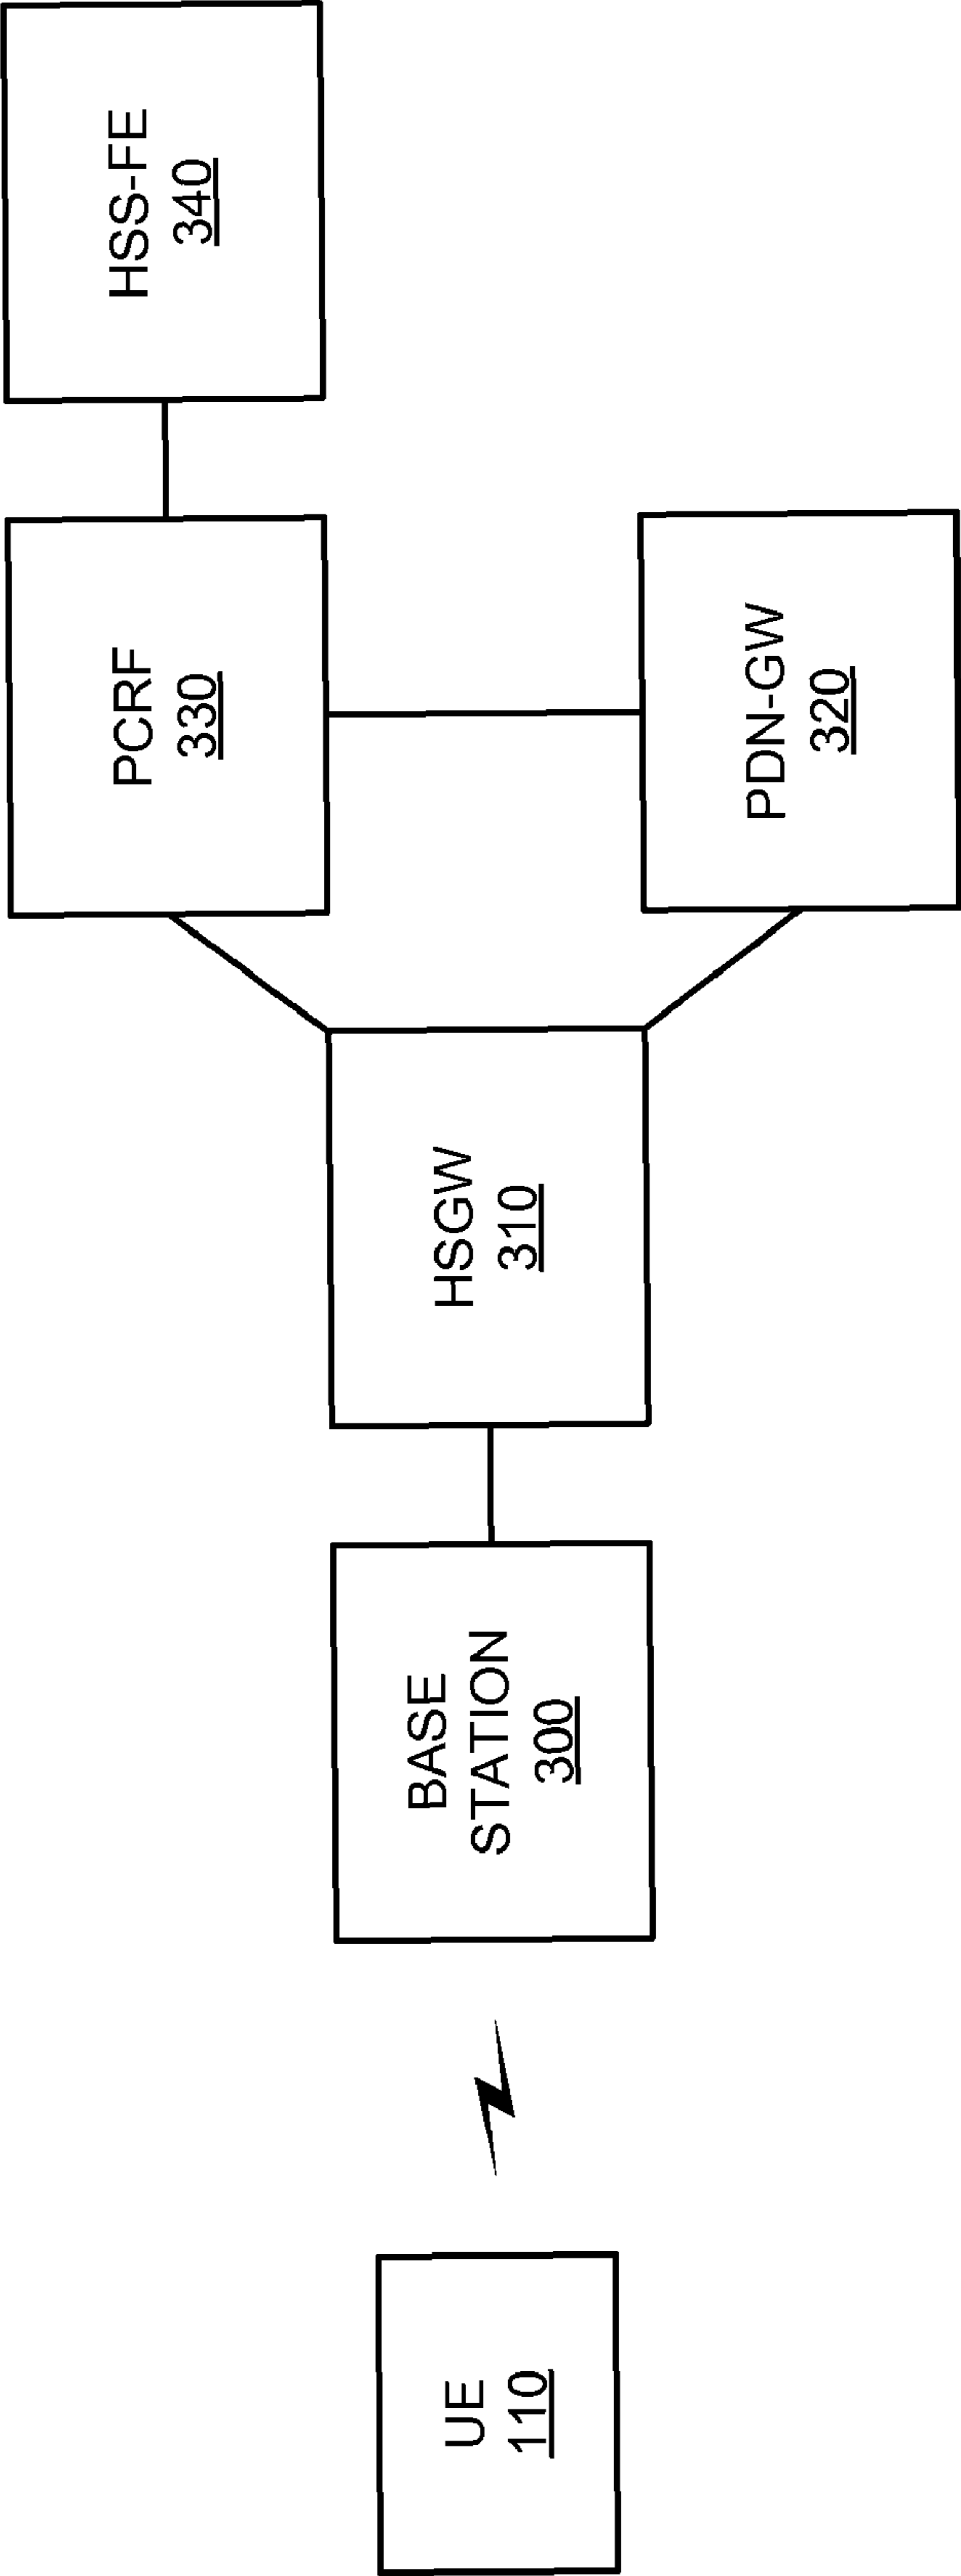 UE
110
BASE
STATION
300
HSGW
310
PCRF
330
PDN-GW
320
HSS-FE
340